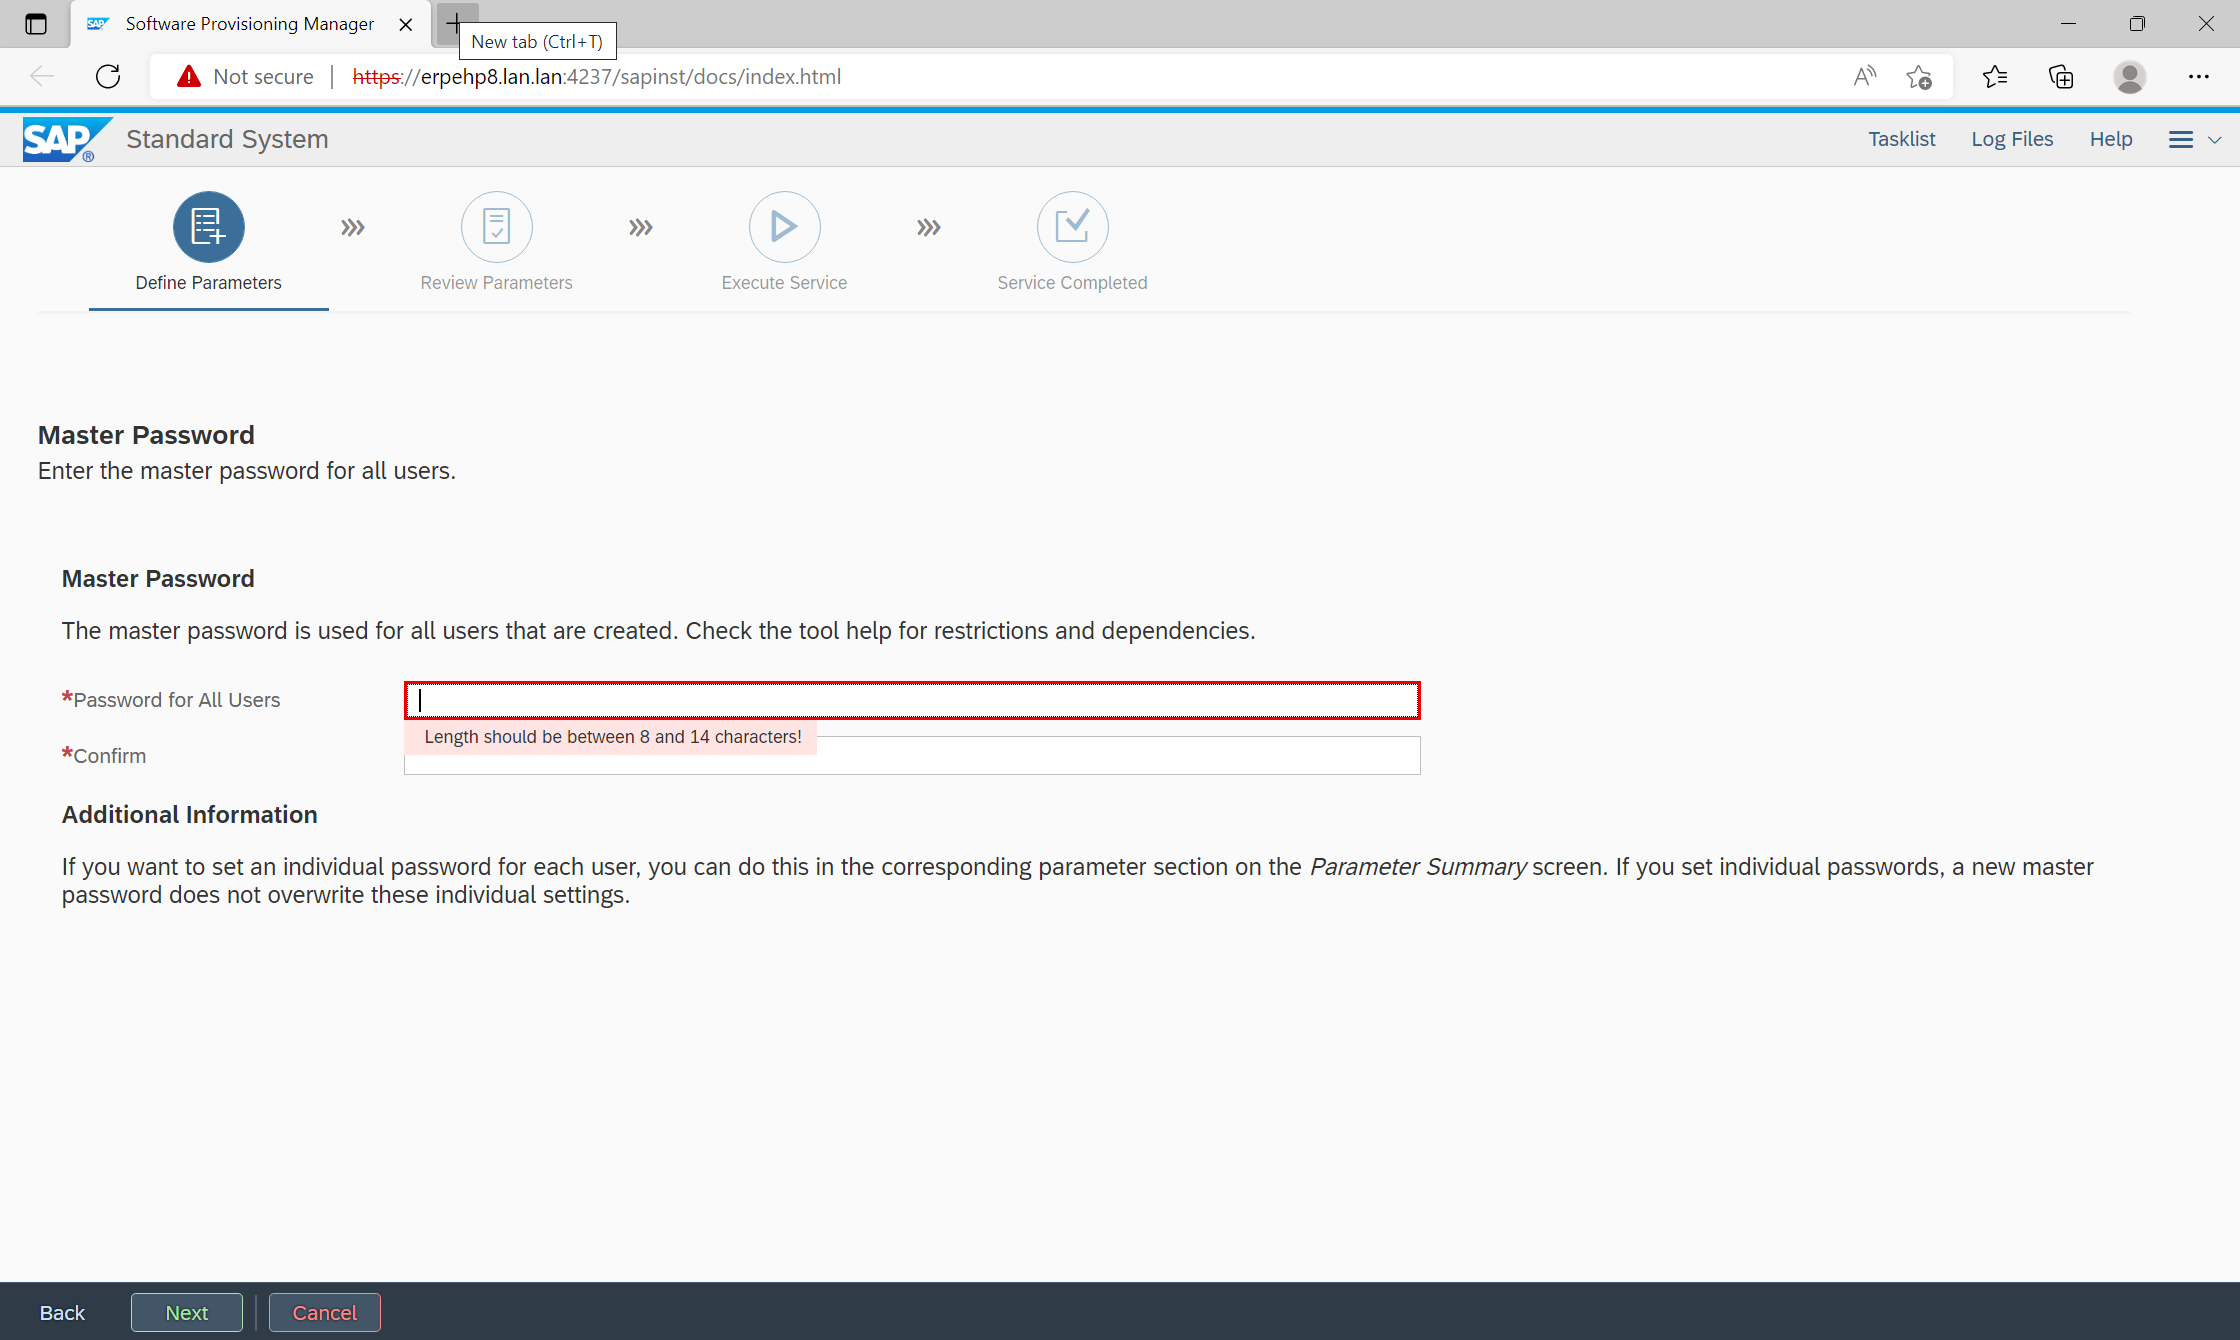 Software Provisioning Manager
New tab (Ctrl+T)
Not secure
https://erpehp8.lan.lan:4237/sapinst/docs/index.html
SAP® Standard System
Tasklist
Log Files
Help
Define Parameters
Review Parameters
Execute Service
Service Completed
Master Password
Enter the master password for all users.
Master Password
The master password is used for all users that are created. Check the tool help for restrictions and dependencies.
*Password for All Users
Length should be between 8 and 14 characters!
*Confirm
Additional Information
If you want to set an individual password for each user, you can do this in the corresponding parameter section on the Parameter Summary screen. If you set individual passwords, a new master
password does not overwrite these individual settings.
Back
Next
Cancel